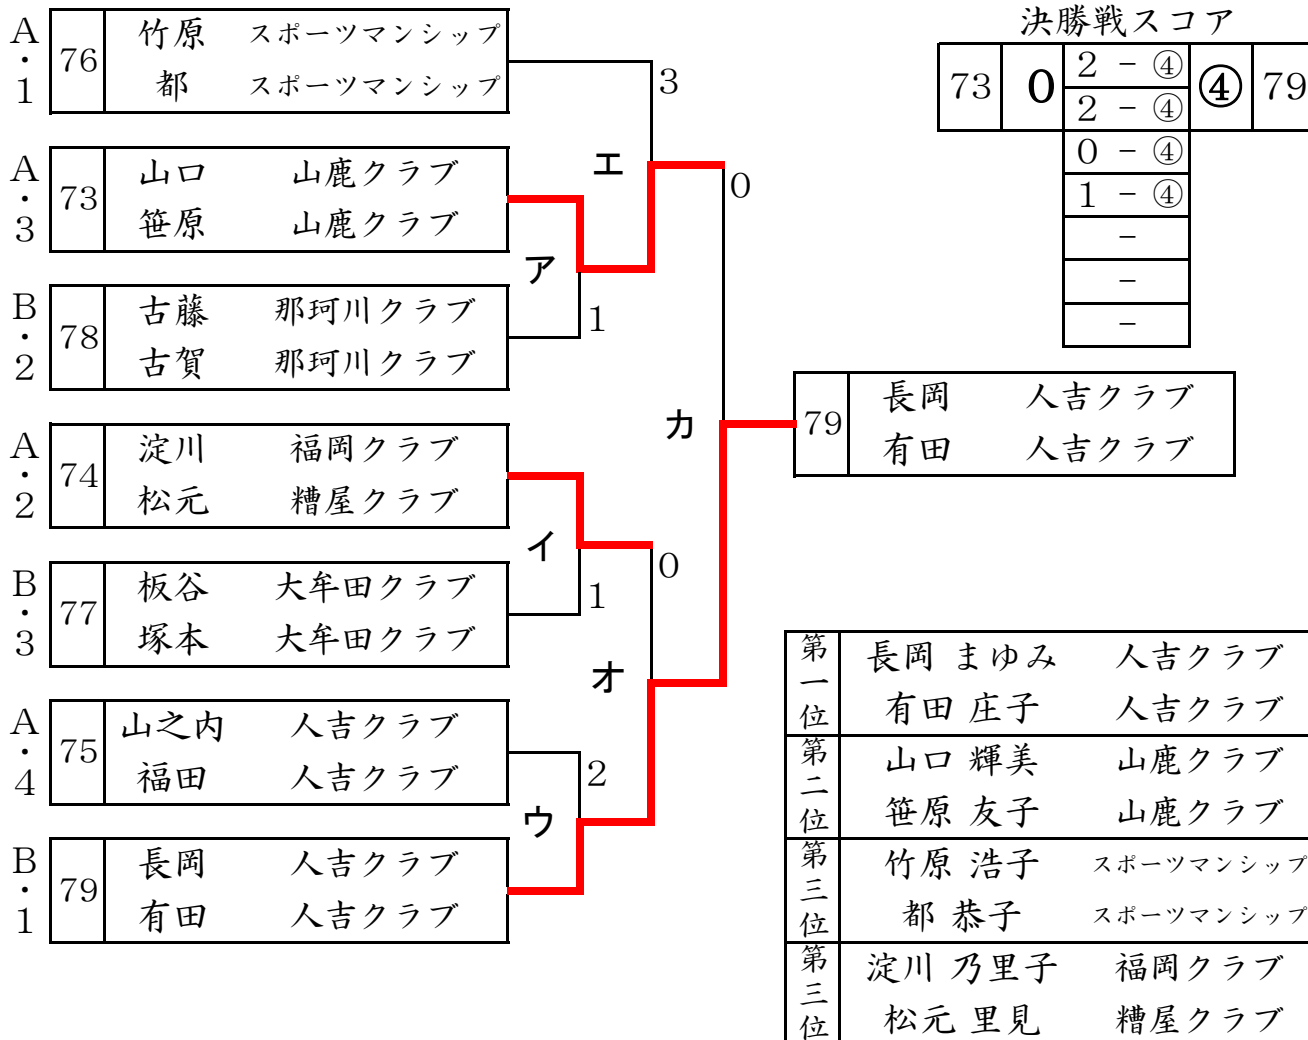 決勝戦スコア
73 0 2 - ④ ④ 79
2 - ④
0 - ④
1 - ④
-
-
-
A・1 76 竹原 スポーツマンシップ
都 スポーツマンシップ
3
A・3 73 山口 山鹿クラブ
笹原 山鹿クラブ
エ
0
ア
B・2 78 古藤 那珂川クラブ
古賀 那珂川クラブ
1
カ
79 長岡 人吉クラブ
有田 人吉クラブ
A・2 74 淀川 福岡クラブ
松元 糟屋クラブ
イ
0
B・3 77 板谷 大牟田クラブ
塚本 大牟田クラブ
1
オ
A・4 75 山之内 人吉クラブ
福田 人吉クラブ
2
ウ
B・1 79 長岡 人吉クラブ
有田 人吉クラブ
第一位 長岡 まゆみ 人吉クラブ
有田 庄子 人吉クラブ
第二位 山口 輝美 山鹿クラブ
笹原 友子 山鹿クラブ
第三位 竹原 浩子 スポーツマンシップ
都 恭子 スポーツマンシップ
第三位 淀川 乃里子 福岡クラブ
松元 里見 糟屋クラブ